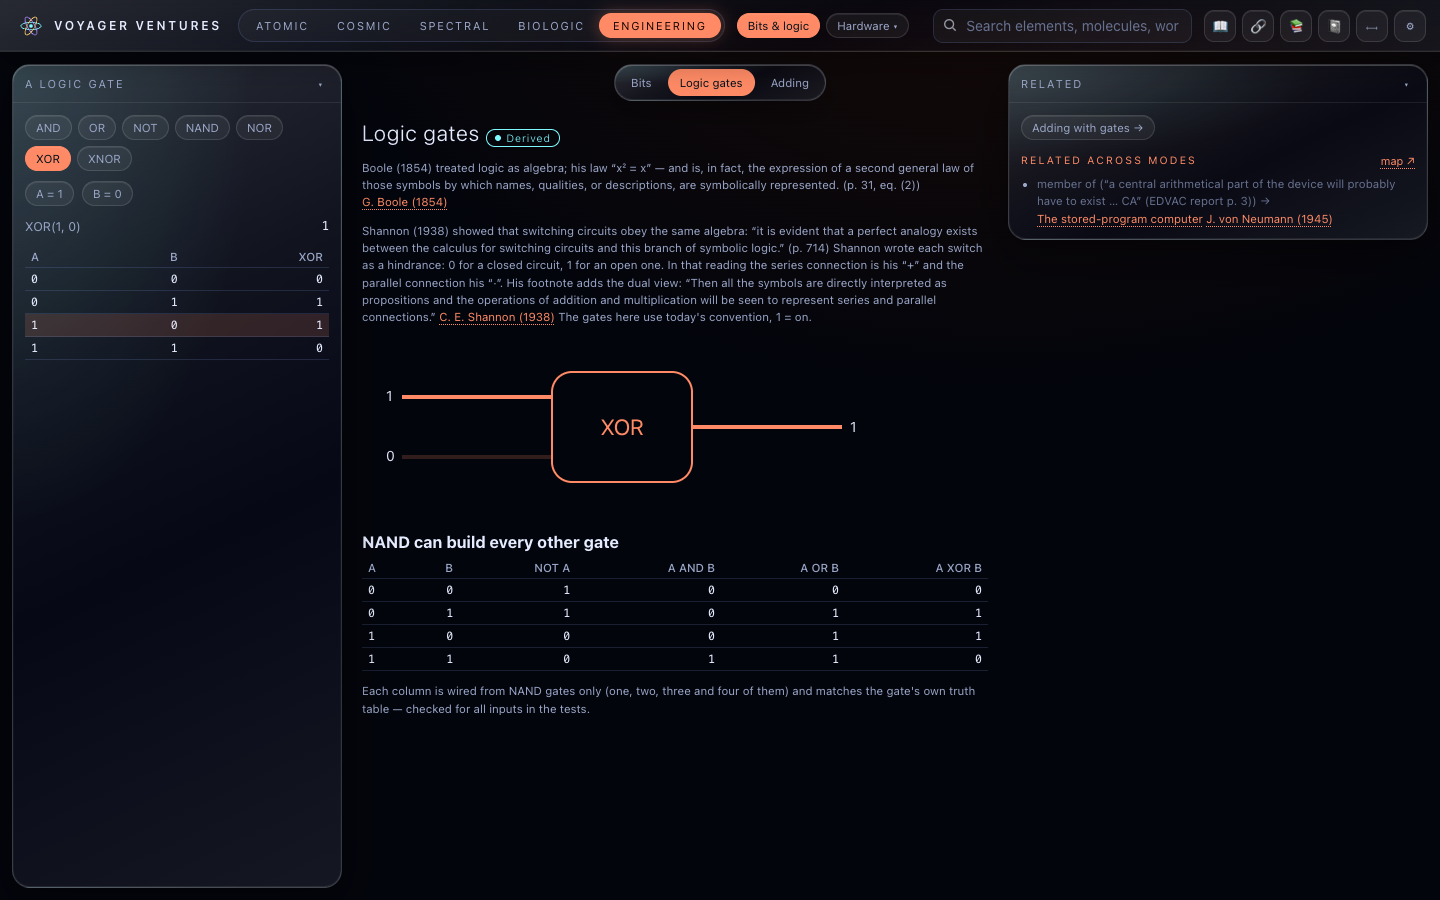 VOYAGER VENTURES
ATOMIC COSMIC SPECTRAL BIOLOGIC ENGINEERING
Bits & logic Hardware ▾
Search elements, molecules, wor
A LOGIC GATE
AND OR NOT NAND NOR
XOR XNOR
A = 1 B = 0
XOR(1, 0) 1
A B XOR
0 0 0
0 1 1
1 0 1
1 1 0
Bits Logic gates Adding
Logic gates Derived
Boole (1854) treated logic as algebra; his law “x² = x” — and is, in fact, the expression of a second general law of
those symbols by which names, qualities, or descriptions, are symbolically represented. (p. 31, eq. (2))
G. Boole (1854)
Shannon (1938) showed that switching circuits obey the same algebra: “it is evident that a perfect analogy exists
between the calculus for switching circuits and this branch of symbolic logic.” (p. 714) Shannon wrote each switch
as a hindrance: 0 for a closed circuit, 1 for an open one. In that reading the series connection is his “+” and the
parallel connection his “·”. His footnote adds the dual view: “Then all the symbols are directly interpreted as
propositions and the operations of addition and multiplication will be seen to represent series and parallel
connections.” C. E. Shannon (1938) The gates here use today's convention, 1 = on.
1
XOR
1
0
NAND can build every other gate
A B NOT A A AND B A OR B A XOR B
0 0 1 0 0 0
0 1 1 0 1 1
1 0 0 0 1 1
1 1 0 1 1 0
Each column is wired from NAND gates only (one, two, three and four of them) and matches the gate's own truth
table — checked for all inputs in the tests.
RELATED
Adding with gates →
RELATED ACROSS MODES map ↗
• member of (“a central arithmetical part of the device will probably
have to exist … CA” (EDVAC report p. 3)) →
The stored-program computer J. von Neumann (1945)